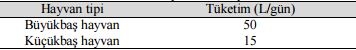 Hayvan tipi Tüketim (L/gün)
Büyükbaş hayvan 50
Küçükbaş hayvan 15